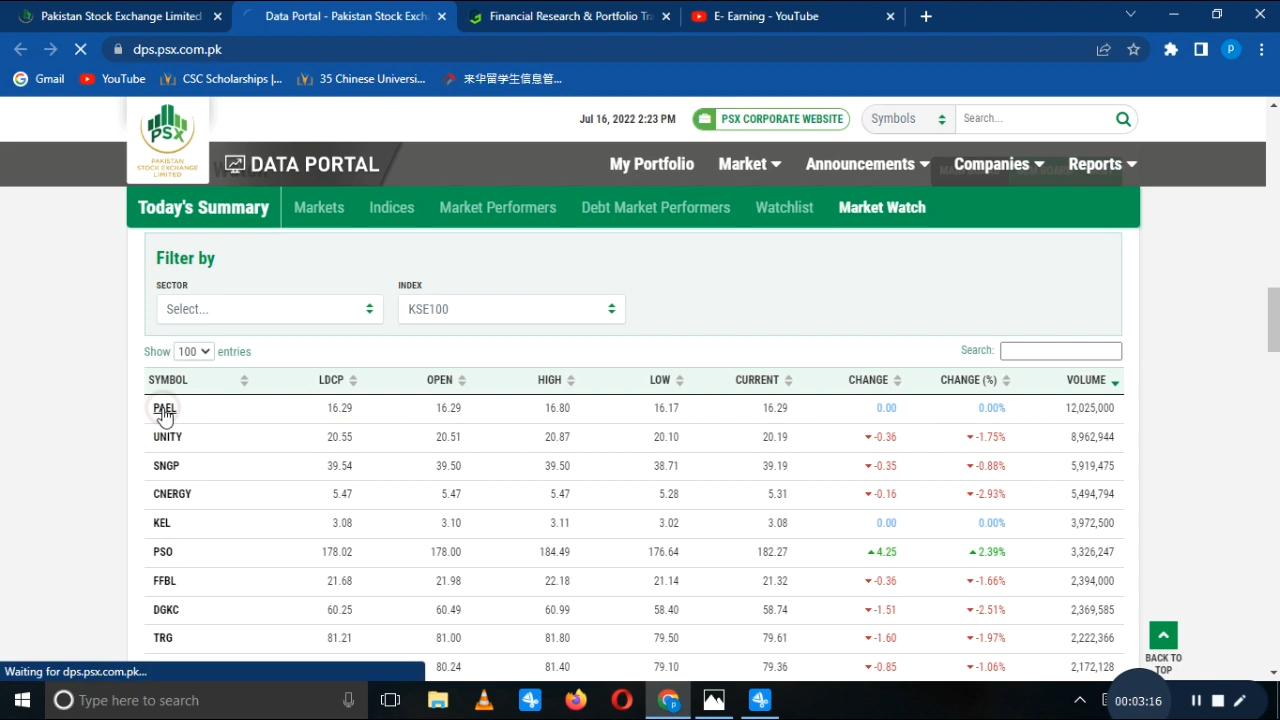 Pakistan Stock Exchange Limited
Data Portal - Pakistan Stock Exch
Financial Research & Portfolio Tra
E- Earning - YouTube
dps.psx.com.pk
P
Gmail
YouTube
CSC Scholarships |...
35 Chinese Universi...
来华留学生信息管...
PSX
PAKISTAN
STOCK EXCHANGE
LIMITED
Jul 16, 2022 2:23 PM
PSX CORPORATE WEBSITE
Symbols
Search...
DATA PORTAL
My Portfolio
Market
Announcements
Companies
Reports
Today's Summary
Markets
Indices
Market Performers
Debt Market Performers
Watchlist
Market Watch
Filter by
SECTOR INDEX
Select... KSE100
Show 100 entries Search:
SYMBOL LDCP OPEN HIGH LOW CURRENT CHANGE CHANGE (%) VOLUME
PAEL 16.29 16.29 16.80 16.17 16.29 0.00 0.00% 12,025,000
UNITY 20.55 20.51 20.87 20.10 20.19 -0.36 -1.75% 8,962,944
SNGP 39.54 39.50 39.50 38.71 39.19 -0.35 -0.88% 5,919,475
CNERGY 5.47 5.47 5.47 5.28 5.31 -0.16 -2.93% 5,494,794
KEL 3.08 3.10 3.11 3.02 3.08 0.00 0.00% 3,972,500
PSO 178.02 178.00 184.49 176.64 182.27 4.25 2.39% 3,326,247
FFBL 21.68 21.98 22.18 21.14 21.32 -0.36 -1.66% 2,394,000
DGKC 60.25 60.49 60.99 58.40 58.74 -1.51 -2.51% 2,369,585
TRG 81.21 81.00 81.80 79.50 79.61 -1.60 -1.97% 2,222,366
80.24 81.40 79.10 79.36 -0.85 -1.06% 2,172,128
BACK TO
TOP
Waiting for dps.psx.com.pk...
Type here to search
00:03:16